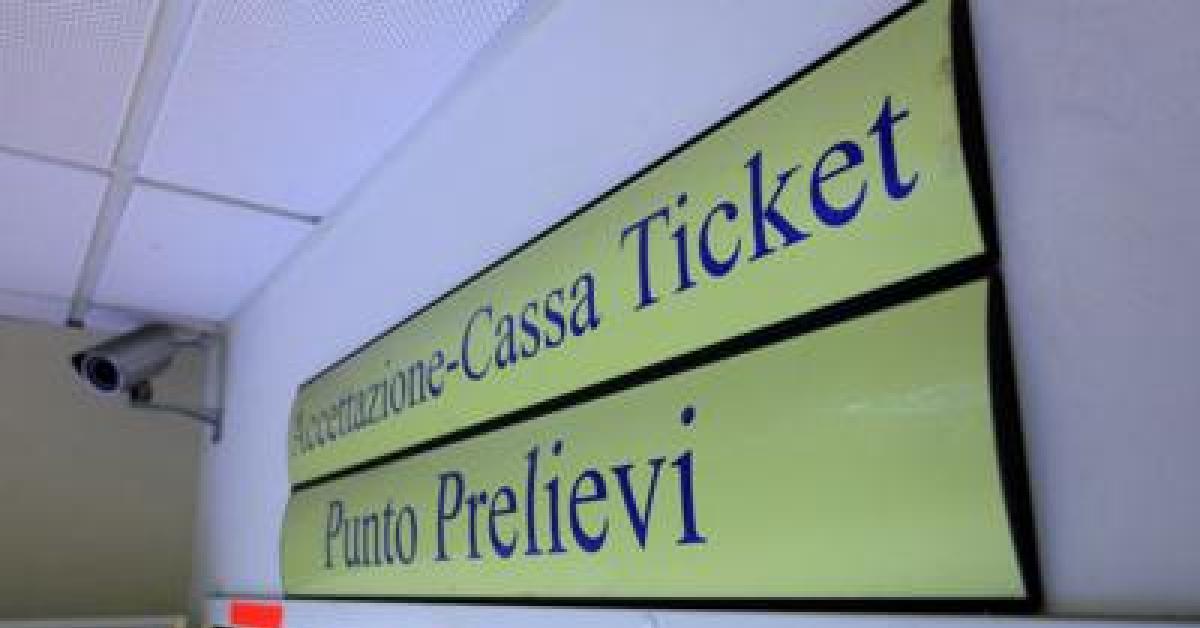 Accettazione-Cassa Ticket
Punto Prelievi